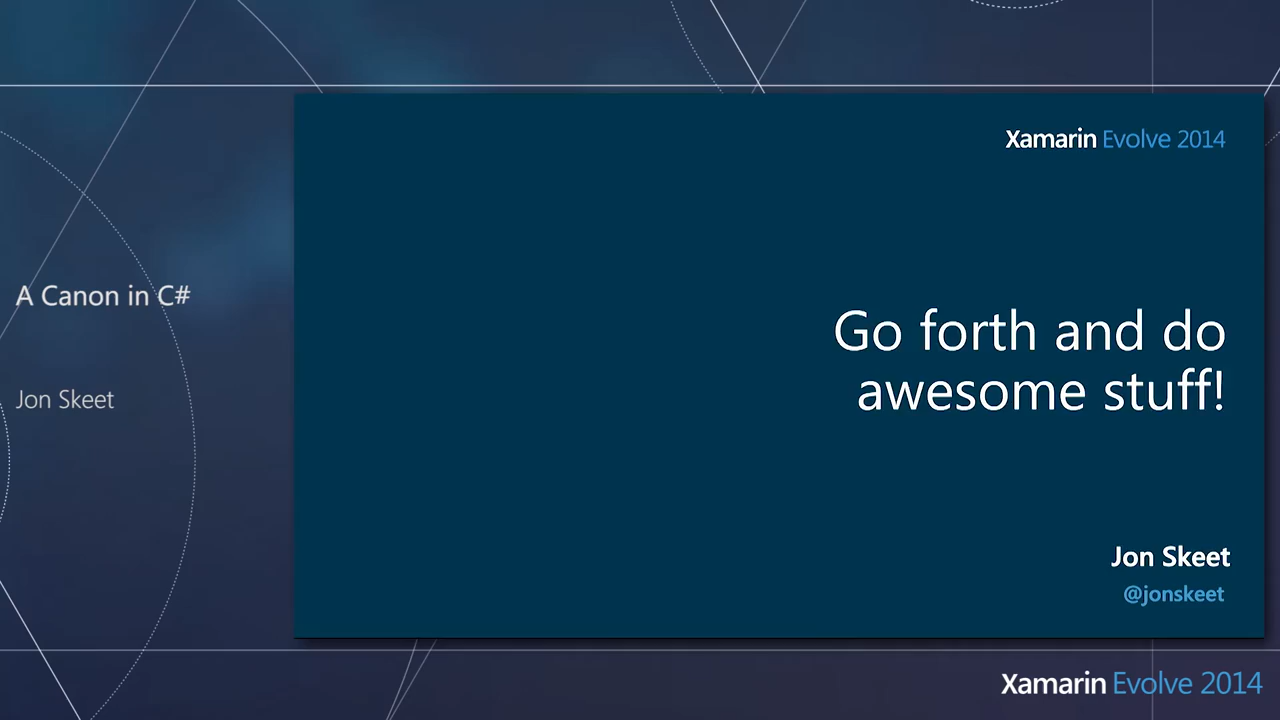 Xamarin Evolve 2014
A Canon in C#
Jon Skeet
Go forth and do
awesome stuff!
Jon Skeet
@jonskeet
Xamarin Evolve 2014